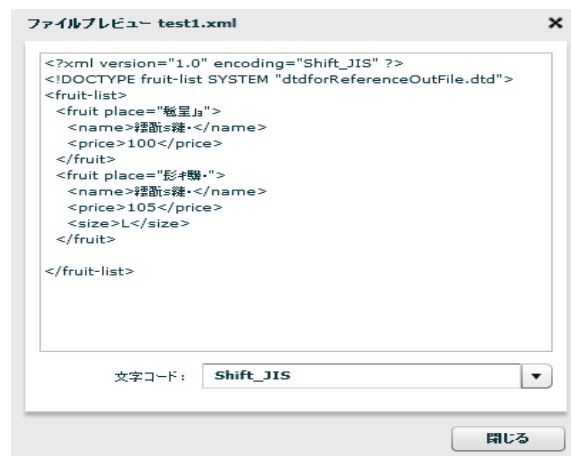 ファイルプレビュー test1.xml
<?xml version="1.0" encoding="Shift_JIS" ?>
<!DOCTYPE fruit-list SYSTEM "dtdforReferenceOutFile.dtd">
<fruit-list>
<fruit place="">
<name></name>
<price>100</price>
</fruit>
<fruit place="">
<name></name>
<price>105</price>
<size>L</size>
</fruit>
</fruit-list>
文字コード： Shift_JIS
閉じる